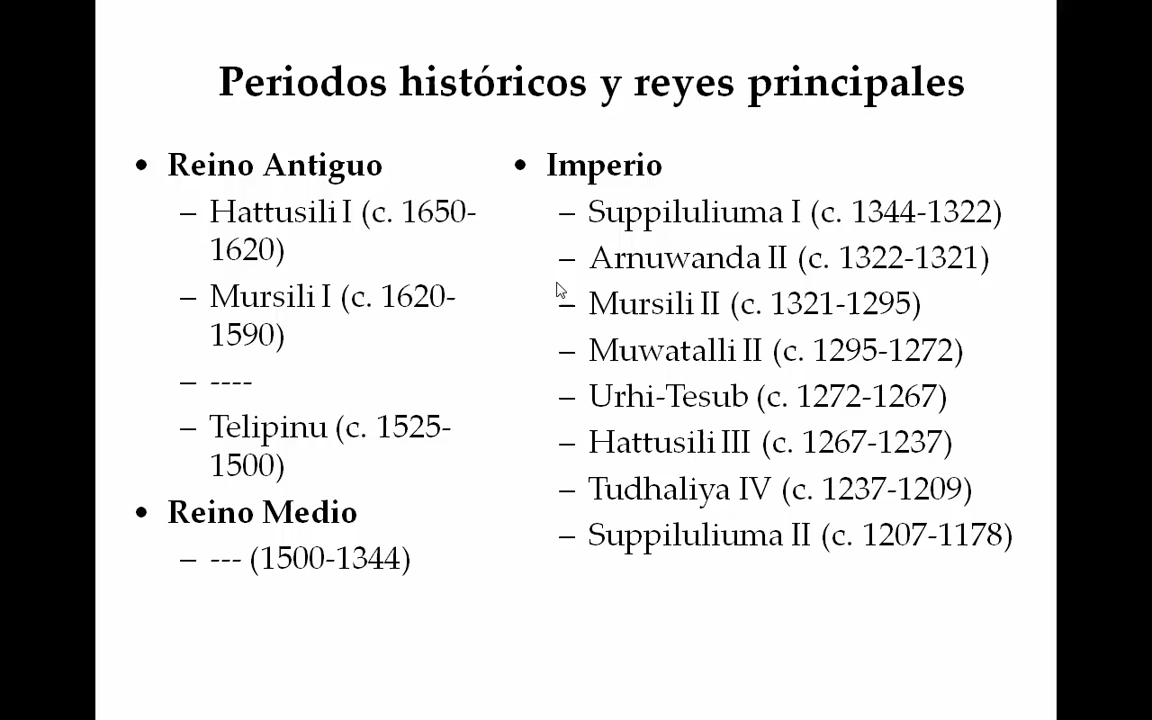 Periodos históricos y reyes principales
• Reino Antiguo
– Hattusili I (c. 1650-
1620)
– Mursili I (c. 1620-
1590)
– ----
– Telipinu (c. 1525-
1500)
• Reino Medio
– --- (1500-1344)
• Imperio
– Suppiluliuma I (c. 1344-1322)
– Arnuwanda II (c. 1322-1321)
– Mursili II (c. 1321-1295)
– Muwatalli II (c. 1295-1272)
– Urhi-Tesub (c. 1272-1267)
– Hattusili III (c. 1267-1237)
– Tudhaliya IV (c. 1237-1209)
– Suppiluliuma II (c. 1207-1178)